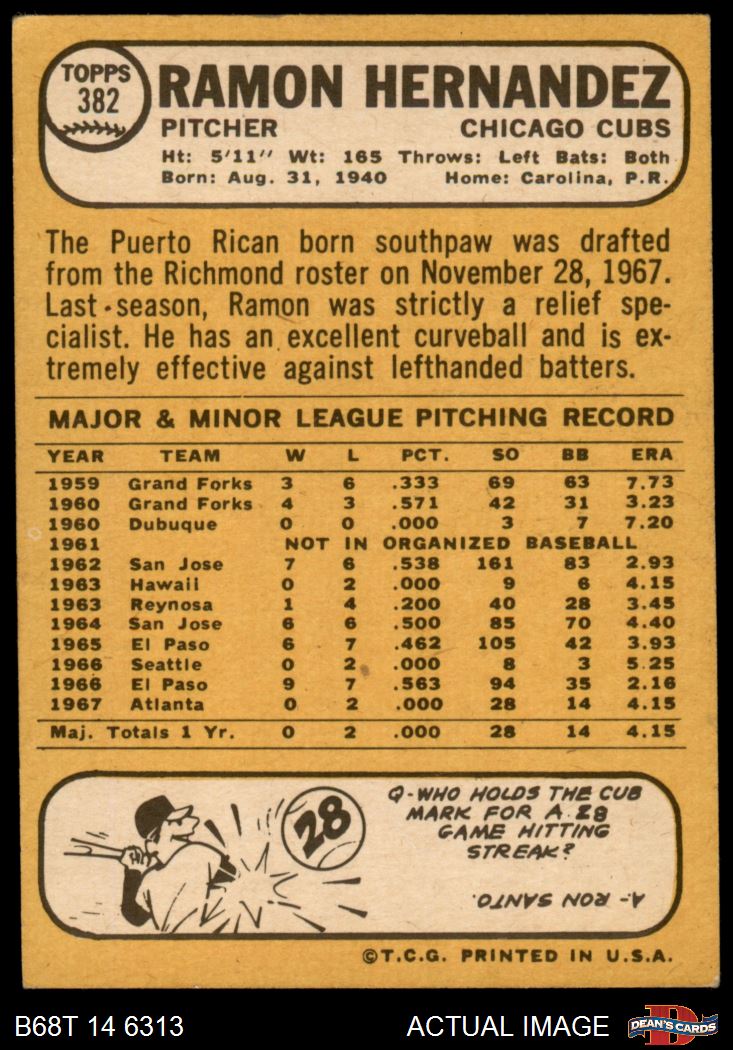 TOPPS
382
RAMON HERNANDEZ
PITCHER CHICAGO CUBS
Ht: 5'11" Wt: 165 Throws: Left Bats: Both
Born: Aug. 31, 1940 Home: Carolina, P.R.
The Puerto Rican born southpaw was drafted
from the Richmond roster on November 28, 1967.
Last season, Ramon was strictly a relief spe-
cialist. He has an excellent curveball and is ex-
tremely effective against lefthanded batters.
MAJOR & MINOR LEAGUE PITCHING RECORD
YEAR TEAM W L PCT. SO BB ERA
1959 Grand Forks 3 6 .333 69 63 7.73
1960 Grand Forks 4 3 .571 42 31 3.23
1960 Dubuque 0 0 .000 3 7 7.20
1961 NOT IN ORGANIZED BASEBALL
1962 San Jose 7 6 .538 161 83 2.93
1963 Hawaii 0 2 .000 9 6 4.15
1963 Reynosa 1 4 .200 40 28 3.45
1964 San Jose 6 6 .500 85 70 4.40
1965 El Paso 6 7 .462 105 42 3.93
1966 Seattle 0 2 .000 8 3 5.25
1966 El Paso 9 7 .563 94 35 2.16
1967 Atlanta 0 2 .000 28 14 4.15
Maj. Totals 1 Yr. 0 2 .000 28 14 4.15
28
Q-WHO HOLDS THE CUB
MARK FOR A 28
GAME HITTING
STREAK?
A- RON SANTO.
©T.C.G. PRINTED IN U.S.A.
B68T 14 6313 ACTUAL IMAGE D DEAN'S CARDS